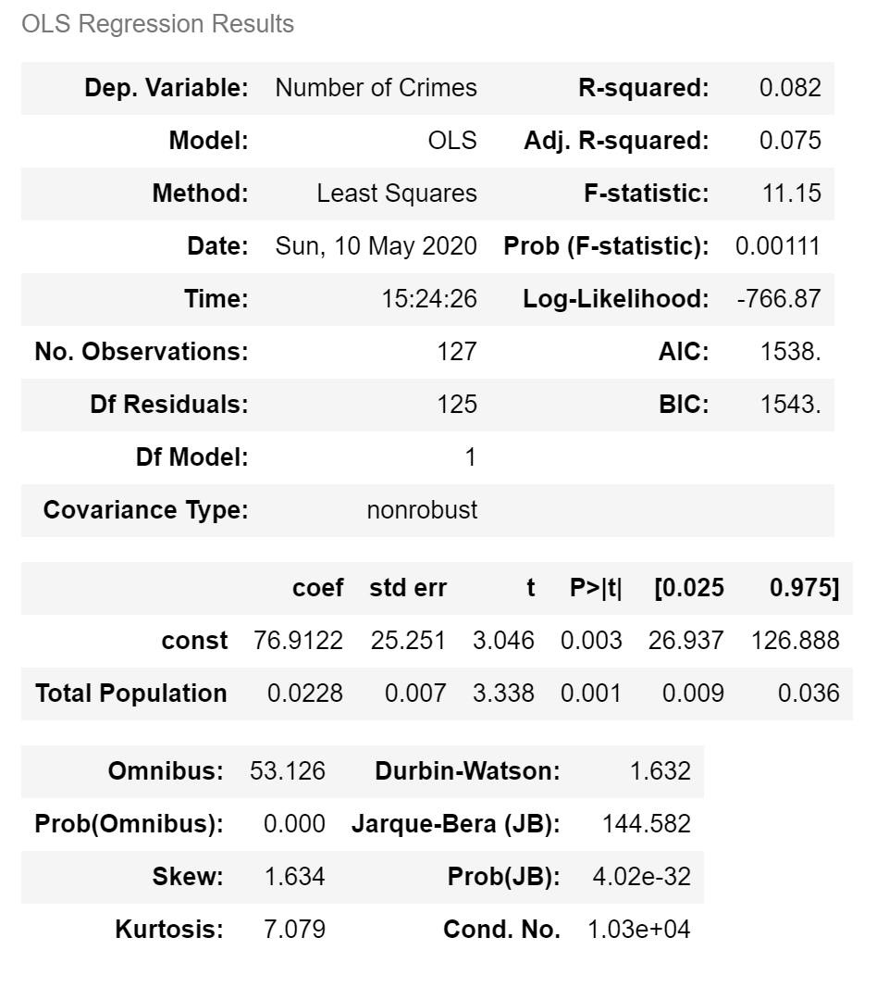 OLS Regression Results
Dep. Variable: Number of Crimes R-squared: 0.082
Model: OLS Adj. R-squared: 0.075
Method: Least Squares F-statistic: 11.15
Date: Sun, 10 May 2020 Prob (F-statistic): 0.00111
Time: 15:24:26 Log-Likelihood: -766.87
No. Observations: 127 AIC: 1538.
Df Residuals: 125 BIC: 1543.
Df Model: 1
Covariance Type: nonrobust
coef std err t P>|t| [0.025 0.975]
const 76.9122 25.251 3.046 0.003 26.937 126.888
Total Population 0.0228 0.007 3.338 0.001 0.009 0.036
Omnibus: 53.126 Durbin-Watson: 1.632
Prob(Omnibus): 0.000 Jarque-Bera (JB): 144.582
Skew: 1.634 Prob(JB): 4.02e-32
Kurtosis: 7.079 Cond. No. 1.03e+04